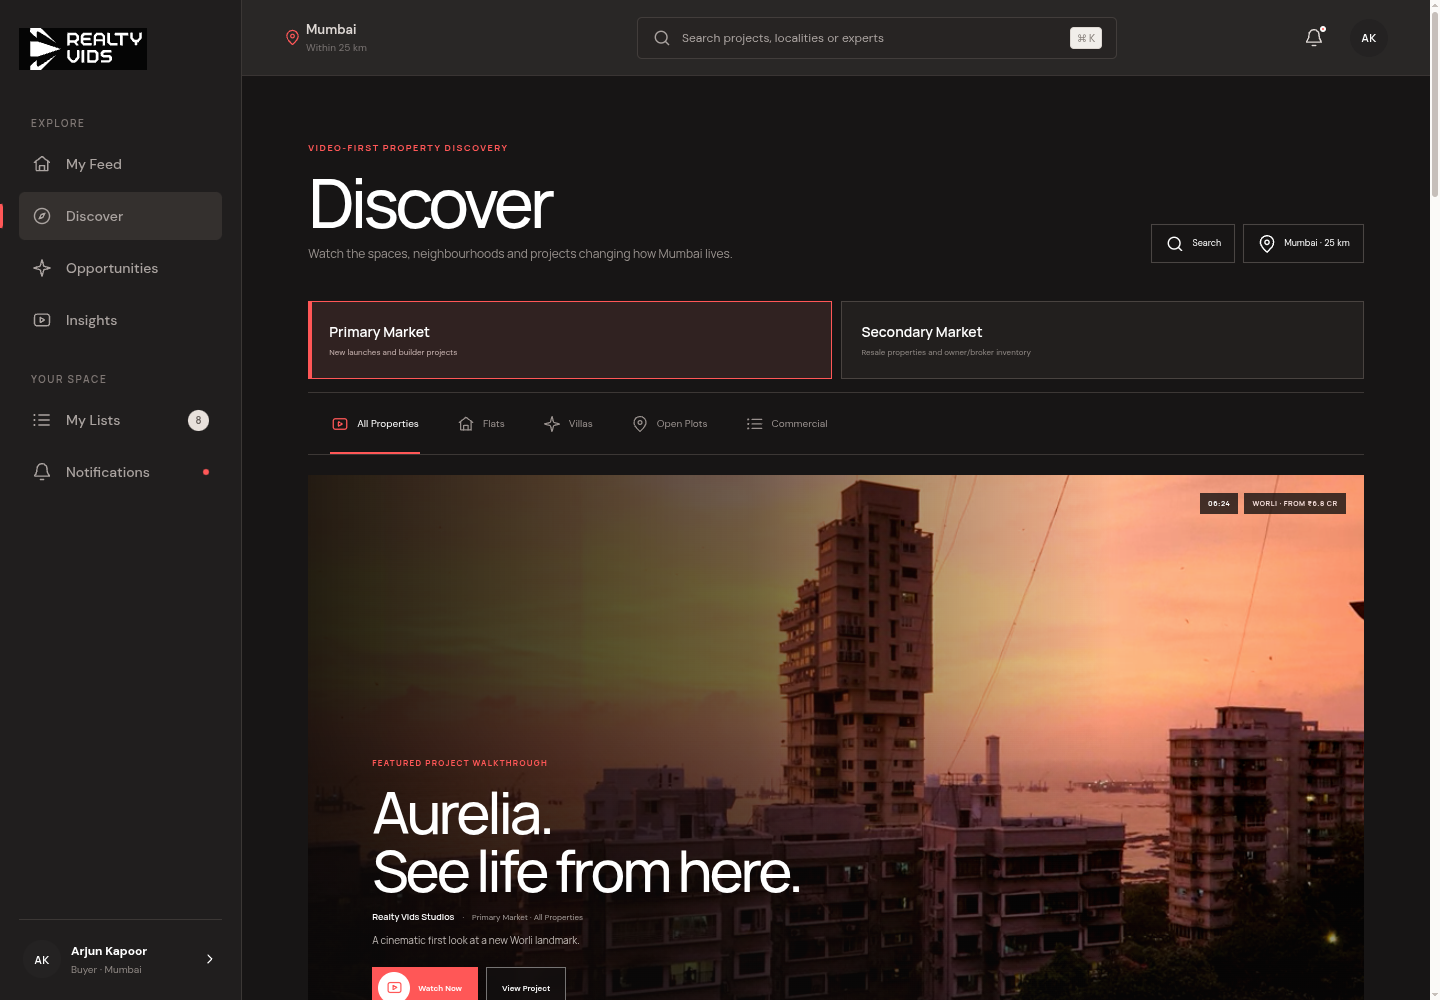 REALTY
VIDS
Mumbai
Within 25 km
Search projects, localities or experts
⌘ K
AK
EXPLORE
My Feed
Discover
Opportunities
Insights
YOUR SPACE
My Lists
8
Notifications
Arjun Kapoor
AK
Buyer · Mumbai
VIDEO-FIRST PROPERTY DISCOVERY
Discover
Watch the spaces, neighbourhoods and projects changing how Mumbai lives.
Search
Mumbai · 25 km
Primary Market
New launches and builder projects
Secondary Market
Resale properties and owner/broker inventory
All Properties
Flats
Villas
Open Plots
Commercial
06:24
WORLI · FROM ₹6.8 CR
FEATURED PROJECT WALKTHROUGH
Aurelia.
See life from here.
Realty Vids Studios · Primary Market · All Properties
A cinematic first look at a new Worli landmark.
Watch Now
View Project